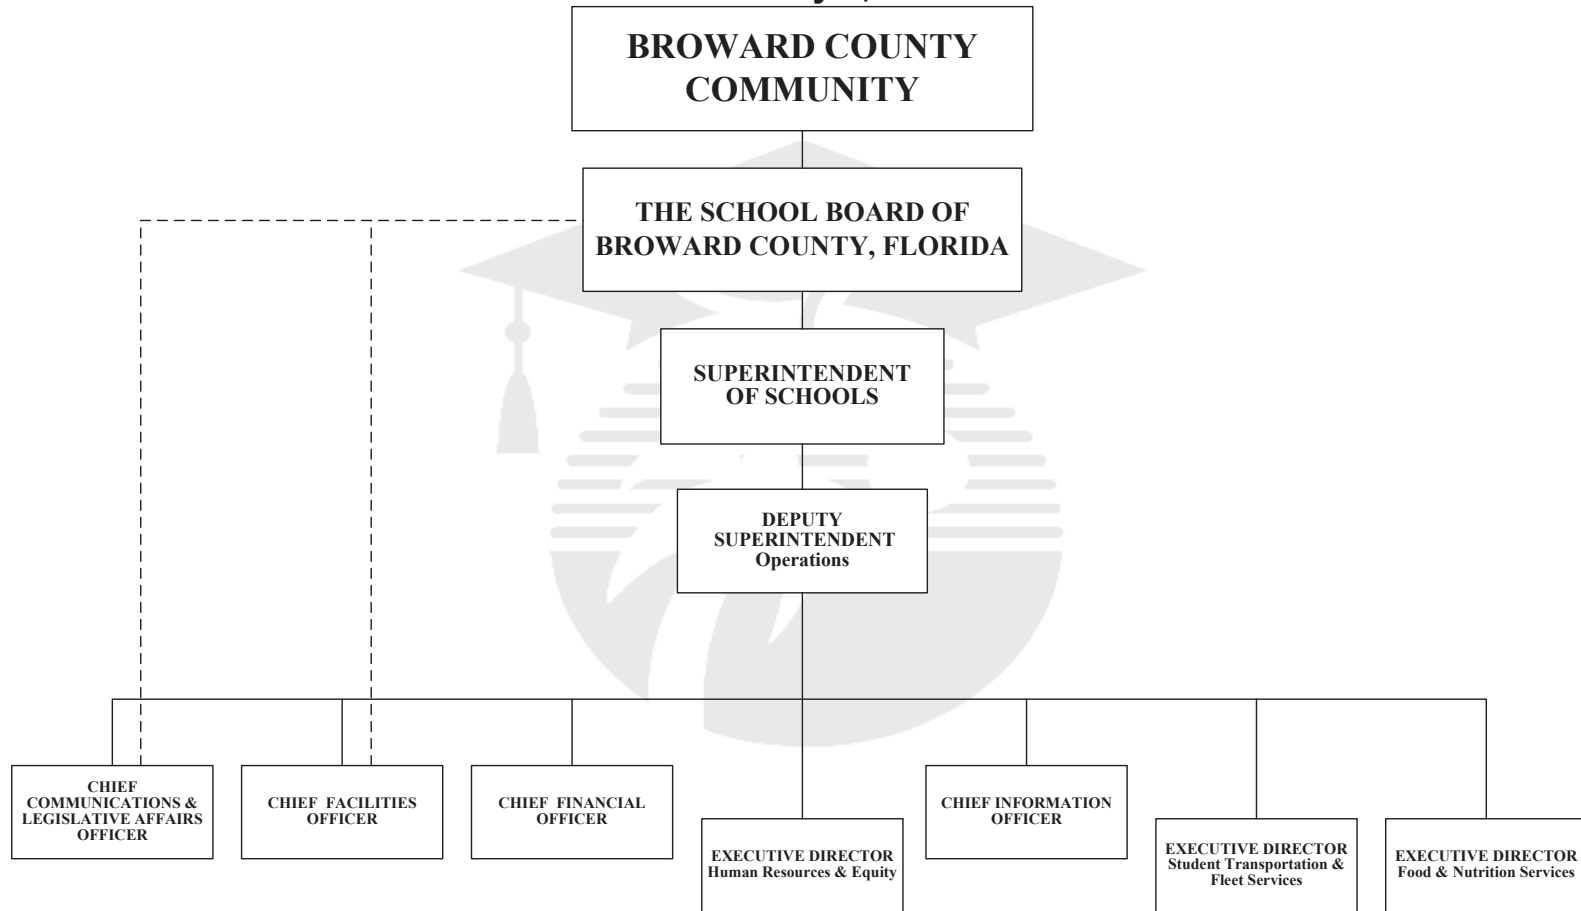 BROWARD COUNTY
COMMUNITY
THE SCHOOL BOARD OF
BROWARD COUNTY, FLORIDA
SUPERINTENDENT
OF SCHOOLS
DEPUTY
SUPERINTENDENT
Operations
CHIEF
COMMUNICATIONS &
LEGISLATIVE AFFAIRS
OFFICER
CHIEF FACILITIES
OFFICER
CHIEF FINANCIAL
OFFICER
EXECUTIVE DIRECTOR
Human Resources & Equity
CHIEF INFORMATION
OFFICER
EXECUTIVE DIRECTOR
Student Transportation &
Fleet Services
EXECUTIVE DIRECTOR
Food & Nutrition Services